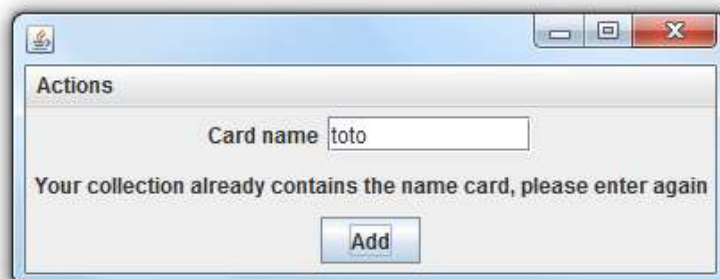 Actions
Card name toto
Your collection already contains the name card, please enter again
Add